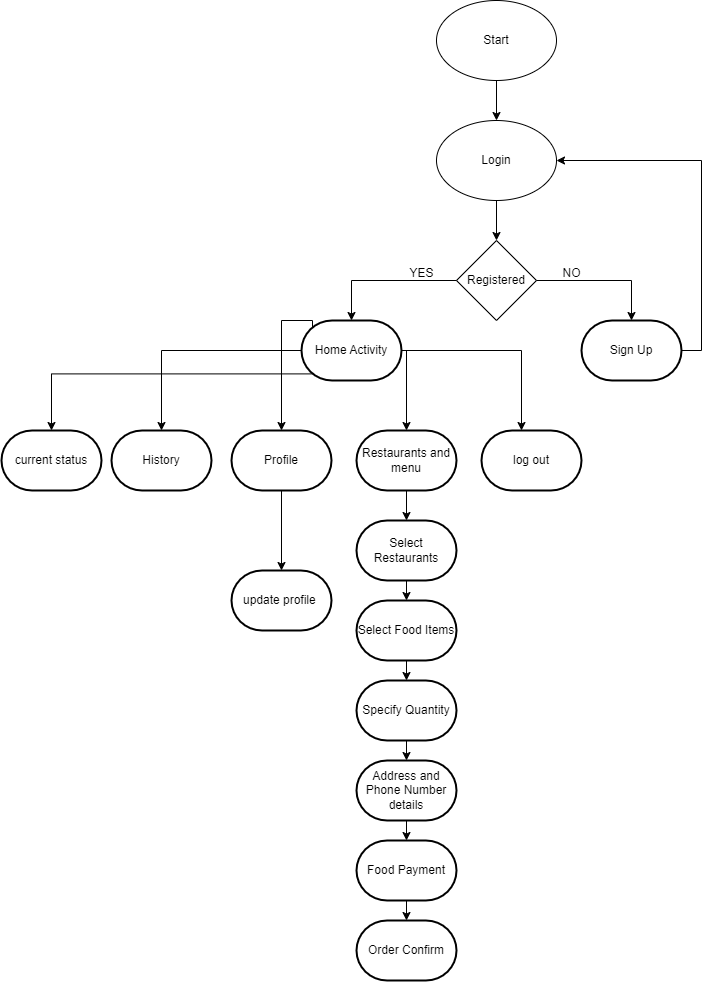 Start
Login
YES
Registered
NO
Home Activity
Sign Up
current status
History
Profile
Restaurants and
menu
log out
Select
Restaurants
update profile
Select Food Items
Specify Quantity
Address and
Phone Number
details
Food Payment
Order Confirm